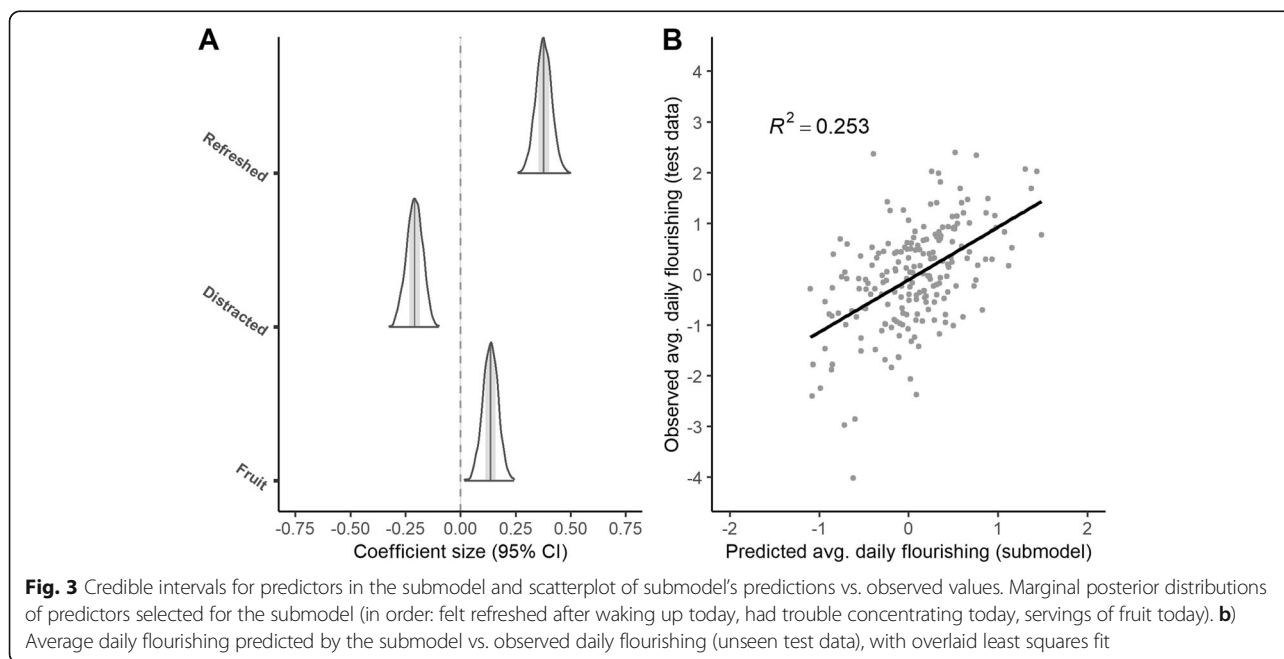 A
Refreshed
Distracted
Fruit
-0.75 -0.50 -0.25 0.00 0.25 0.50 0.75
Coefficient size (95% CI)
B
R² = 0.253
Observed avg. daily flourishing (test data)
4
3
2
1
0
-1
-2
-3
-4
-2 -1 0 1 2
Predicted avg. daily flourishing (submodel)
Fig. 3 Credible intervals for predictors in the submodel and scatterplot of submodel's predictions vs. observed values. Marginal posterior distributions
of predictors selected for the submodel (in order: felt refreshed after waking up today, had trouble concentrating today, servings of fruit today). b)
Average daily flourishing predicted by the submodel vs. observed daily flourishing (unseen test data), with overlaid least squares fit